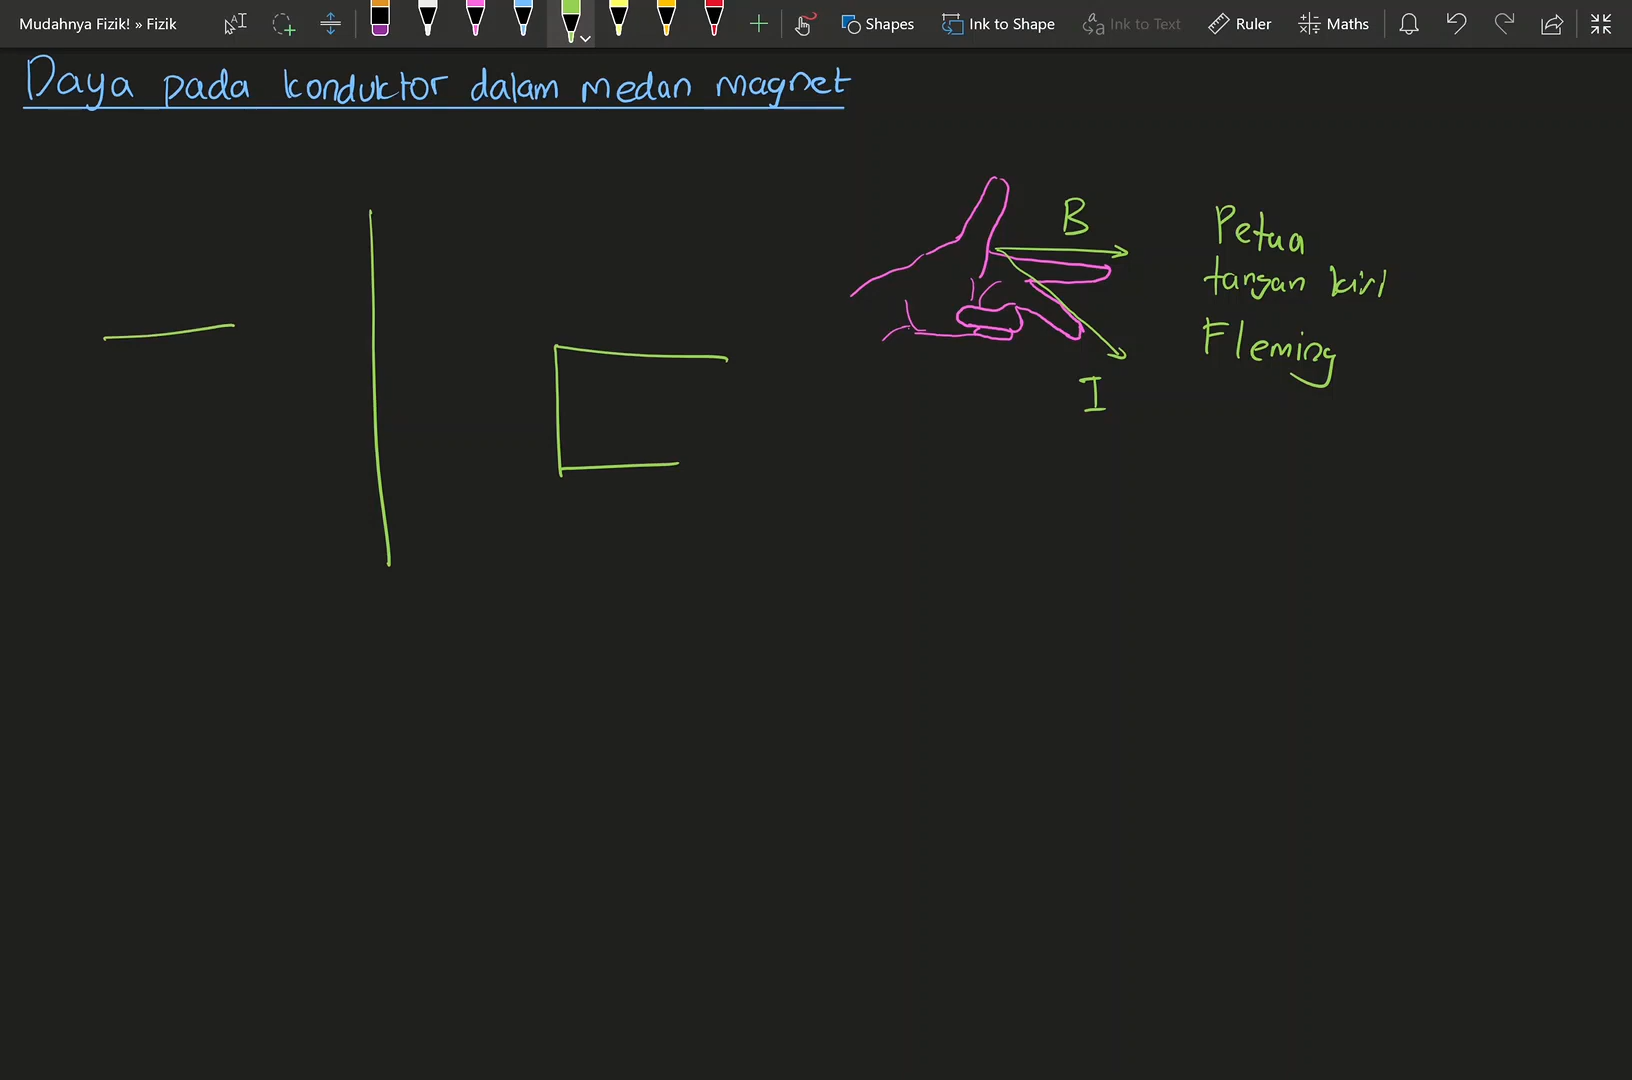 Mudahnya Fizik! » Fizik
Shapes
Ink to Shape
Ink to Text
Ruler
Maths
Daya pada konduktor dalam medan magnet
B
I
Petua
tangan kiri
Fleming